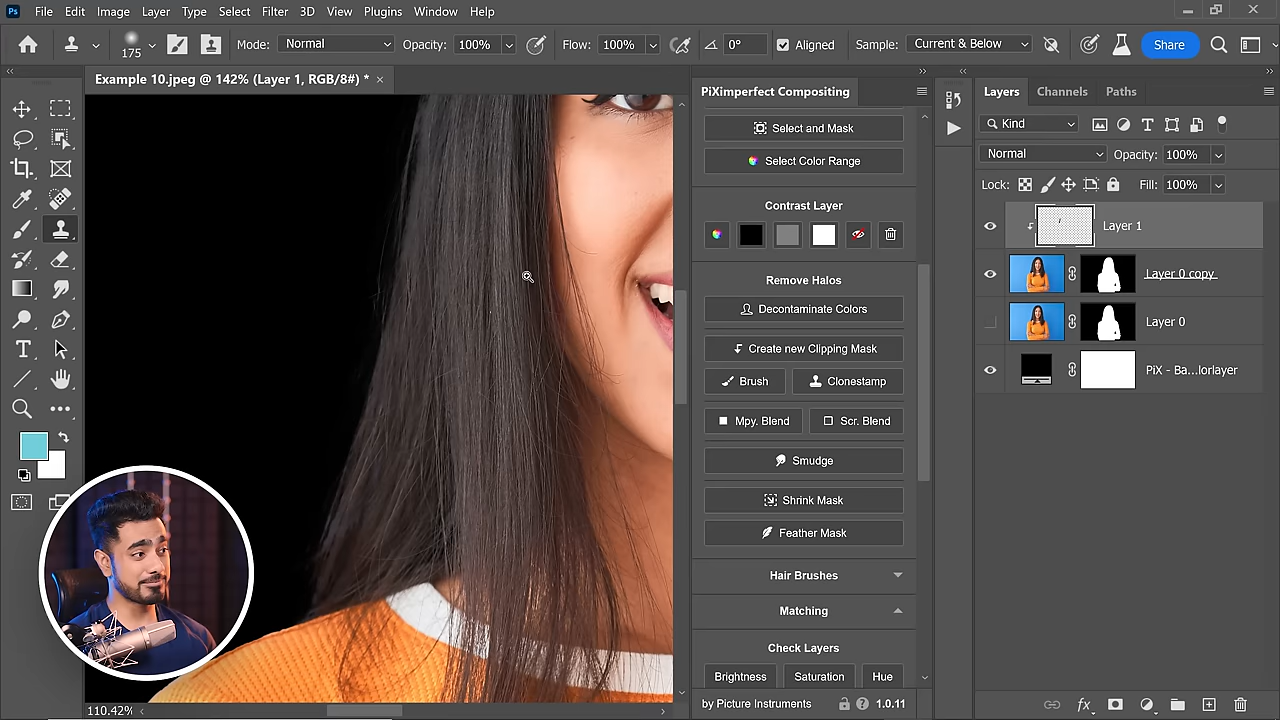 Ps File Edit Image Layer Type Select Filter 3D View Plugins Window Help
175 Mode: Normal Opacity: 100% Flow: 100% 0° Aligned Sample: Current & Below Share
Example 10.jpeg @ 142% (Layer 1, RGB/8#) *
PiXimperfect Compositing
Select and Mask
Select Color Range
Contrast Layer
Remove Halos
Decontaminate Colors
Create new Clipping Mask
Brush Clonestamp
Mpy. Blend Scr. Blend
Smudge
Shrink Mask
Feather Mask
Hair Brushes
Matching
Check Layers
Brightness Saturation Hue
by Picture Instruments 1.0.11
Layers Channels Paths
Kind
Normal Opacity: 100%
Lock: Fill: 100%
Layer 1
Layer 0 copy
Layer 0
PiX - Ba...lorlayer
fx
110.42%